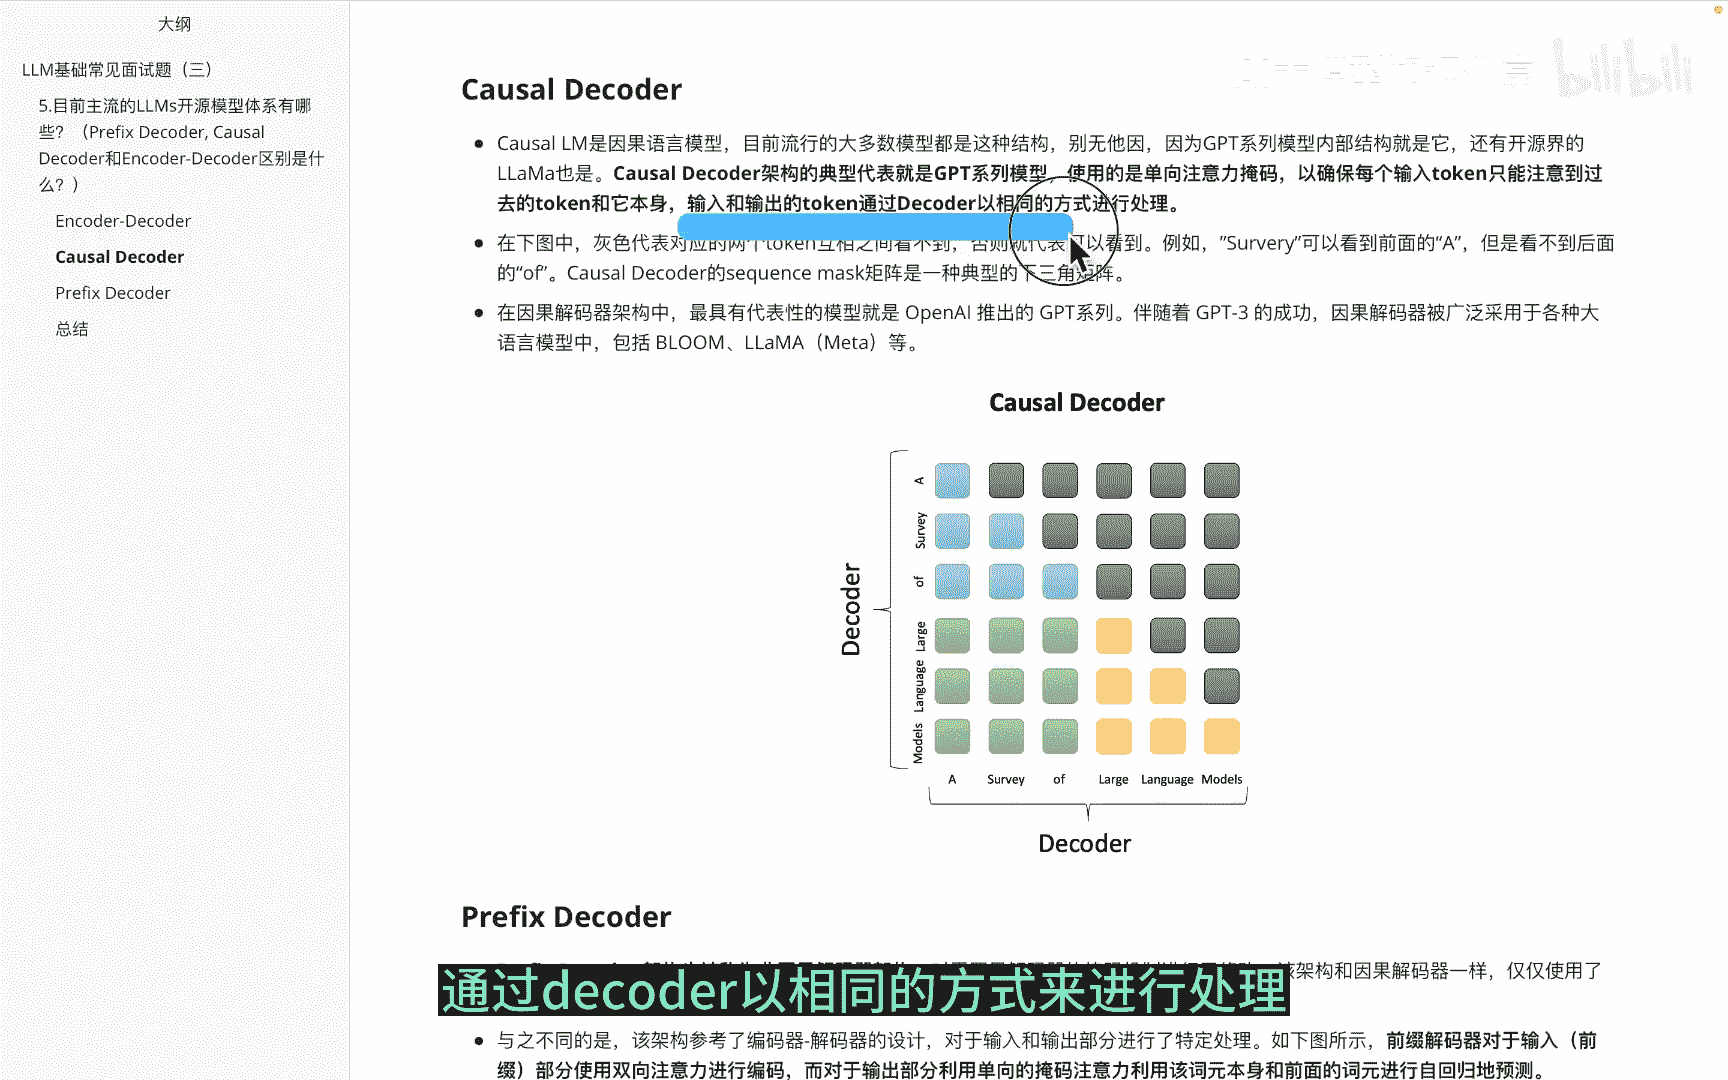 大纲
LLM基础常见面试题（三）
5.目前主流的LLMs开源模型体系有哪
些？（Prefix Decoder, Causal
Decoder和Encoder-Decoder区别是什
么？）
Encoder-Decoder
Causal Decoder
Prefix Decoder
总结
bilibili
Causal Decoder
Causal LM是因果语言模型，目前流行的大多数模型都是这种结构，别无他因，因为GPT系列模型内部结构就是它，还有开源界的
LLaMa也是。Causal Decoder架构的典型代表就是GPT系列模型，使用的是单向注意力掩码，以确保每个输入token只能注意到过
去的token和它本身，输入和输出的token通过Decoder以相同的方式进行处理。
在下图中，灰色代表对应的两个token互相之间看不到，否则就代表可以看到。例如，”Survery”可以看到前面的“A”，但是看不到后面
的“of”。Causal Decoder的sequence mask矩阵是一种典型的下三角矩阵。
在因果解码器架构中，最具有代表性的模型就是 OpenAI 推出的 GPT系列。伴随着 GPT-3 的成功，因果解码器被广泛采用于各种大
语言模型中，包括 BLOOM、LLaMA（Meta）等。
Causal Decoder
Decoder
A
Survey
of
Large
Language
Models
A Survey of Large Language Models
Decoder
Prefix Decoder
该架构和因果解码器一样，仅仅使用了
通过decoder以相同的方式来进行处理
与之不同的是，该架构参考了编码器-解码器的设计，对于输入和输出部分进行了特定处理。如下图所示，前缀解码器对于输入（前
缀）部分使用双向注意力进行编码，而对于输出部分利用单向的掩码注意力利用该词元本身和前面的词元进行自回归地预测。